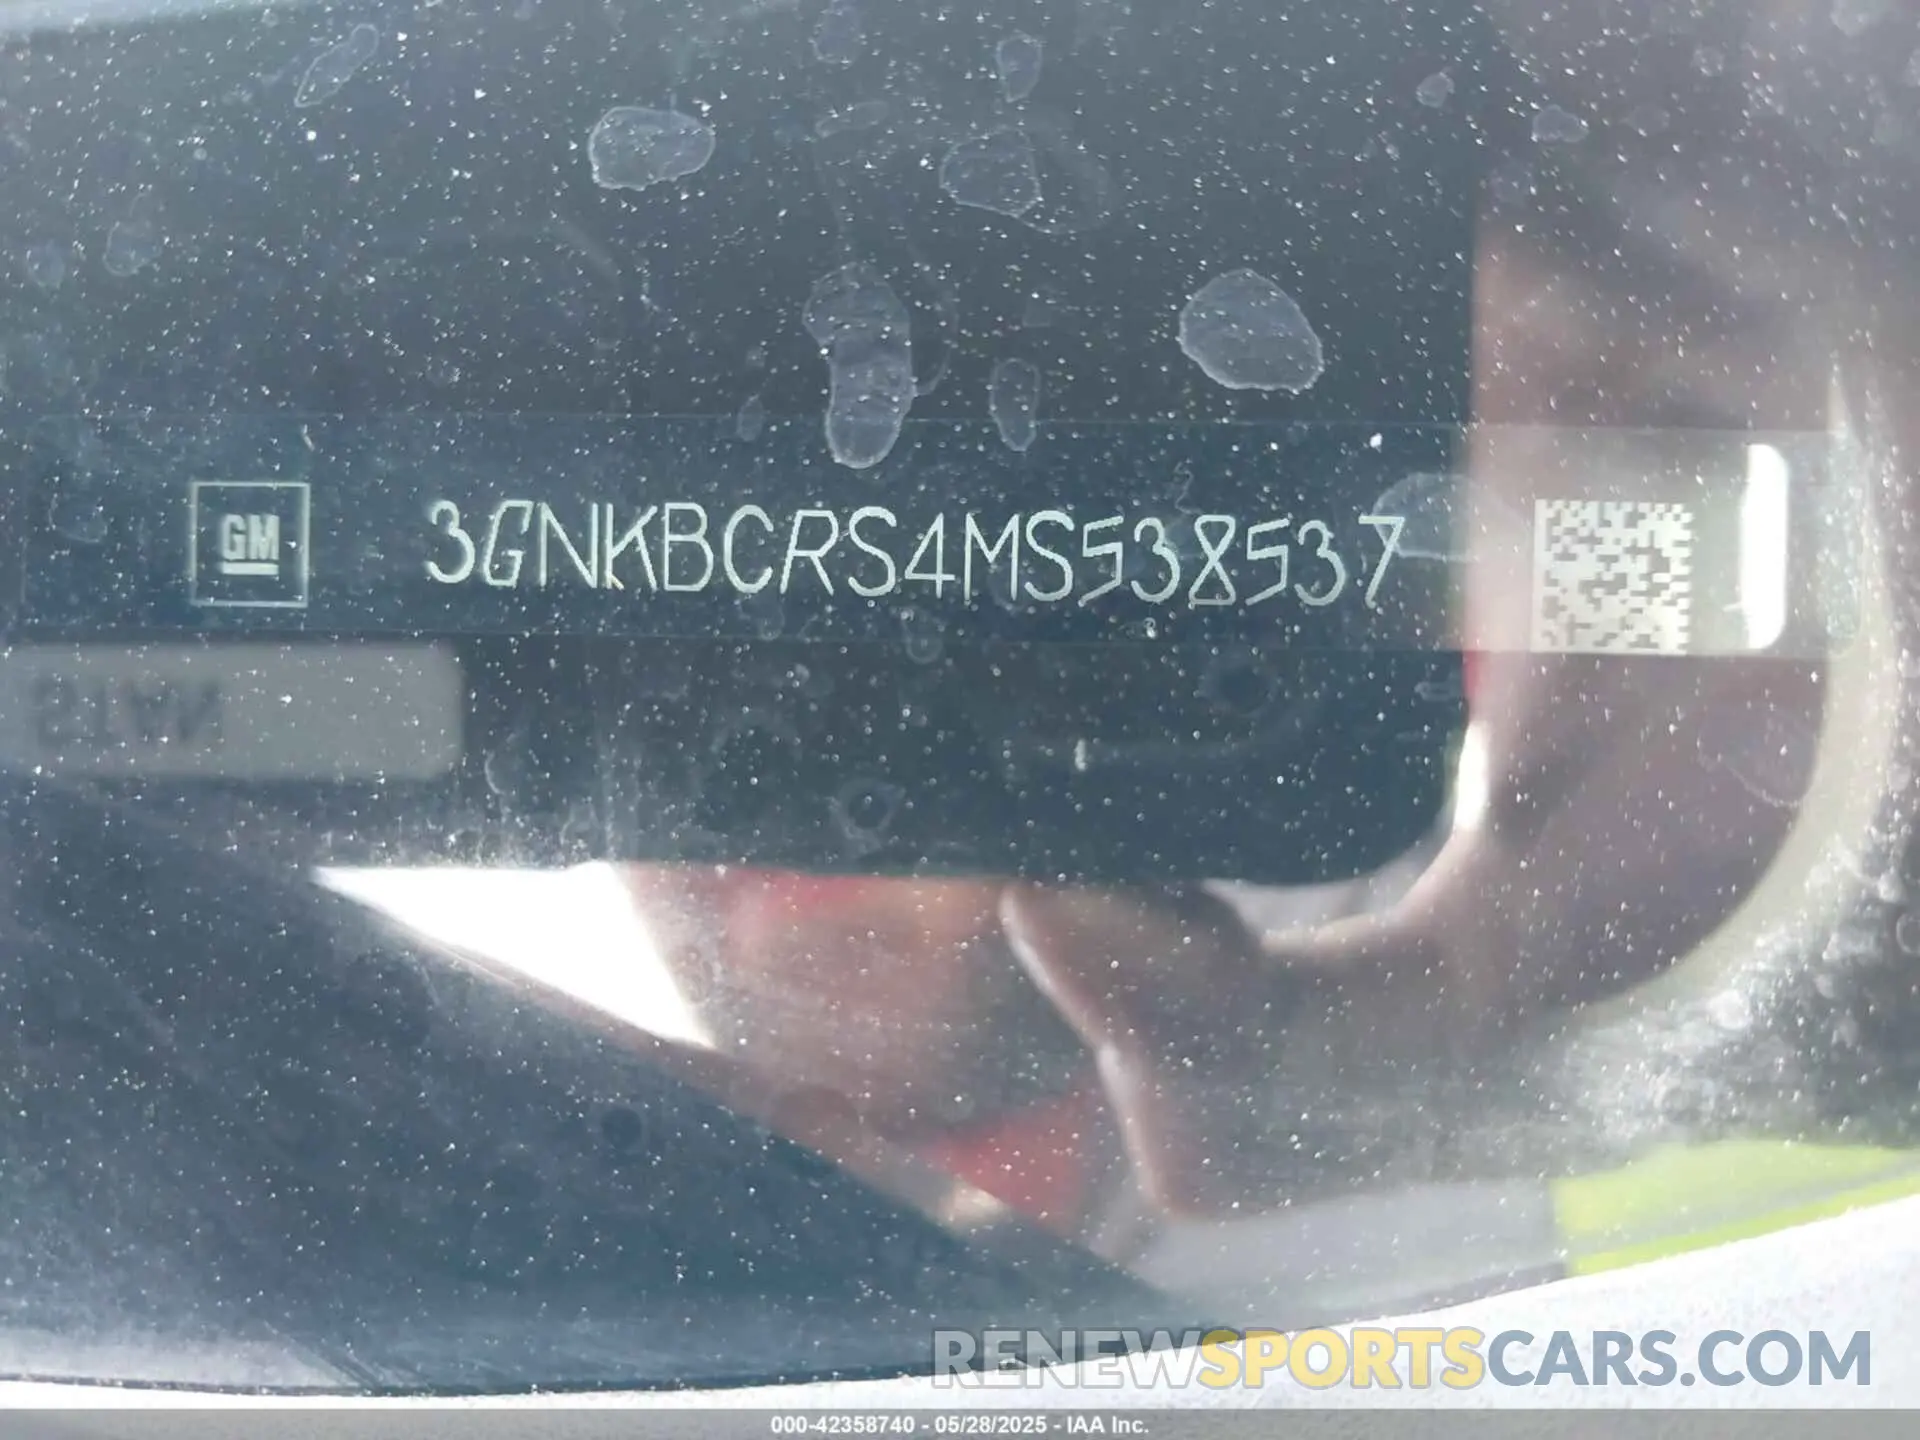 GM 3GNKBCRS4MS538537
RENEWSPORTSCARS.COM
000-42358740 - 05/28/2025 - IAA Inc.